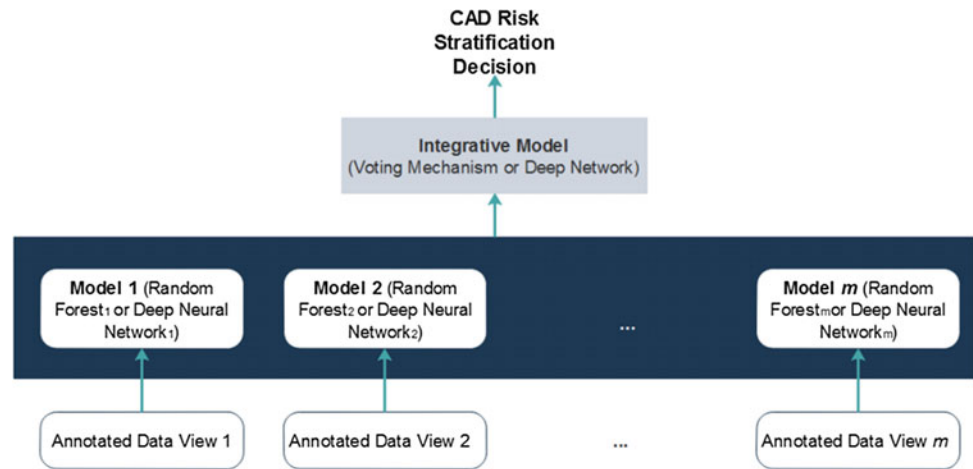 CAD Risk
Stratification
Decision
Integrative Model
(Voting Mechanism or Deep Network)
Model 1 (Random
Forest₁ or Deep Neural
Network₁)
Model 2 (Random
Forest₂ or Deep Neural
Network₂)
...
Model m (Random
Forestₘor Deep Neural
Networkₘ)
Annotated Data View 1
Annotated Data View 2
...
Annotated Data View m